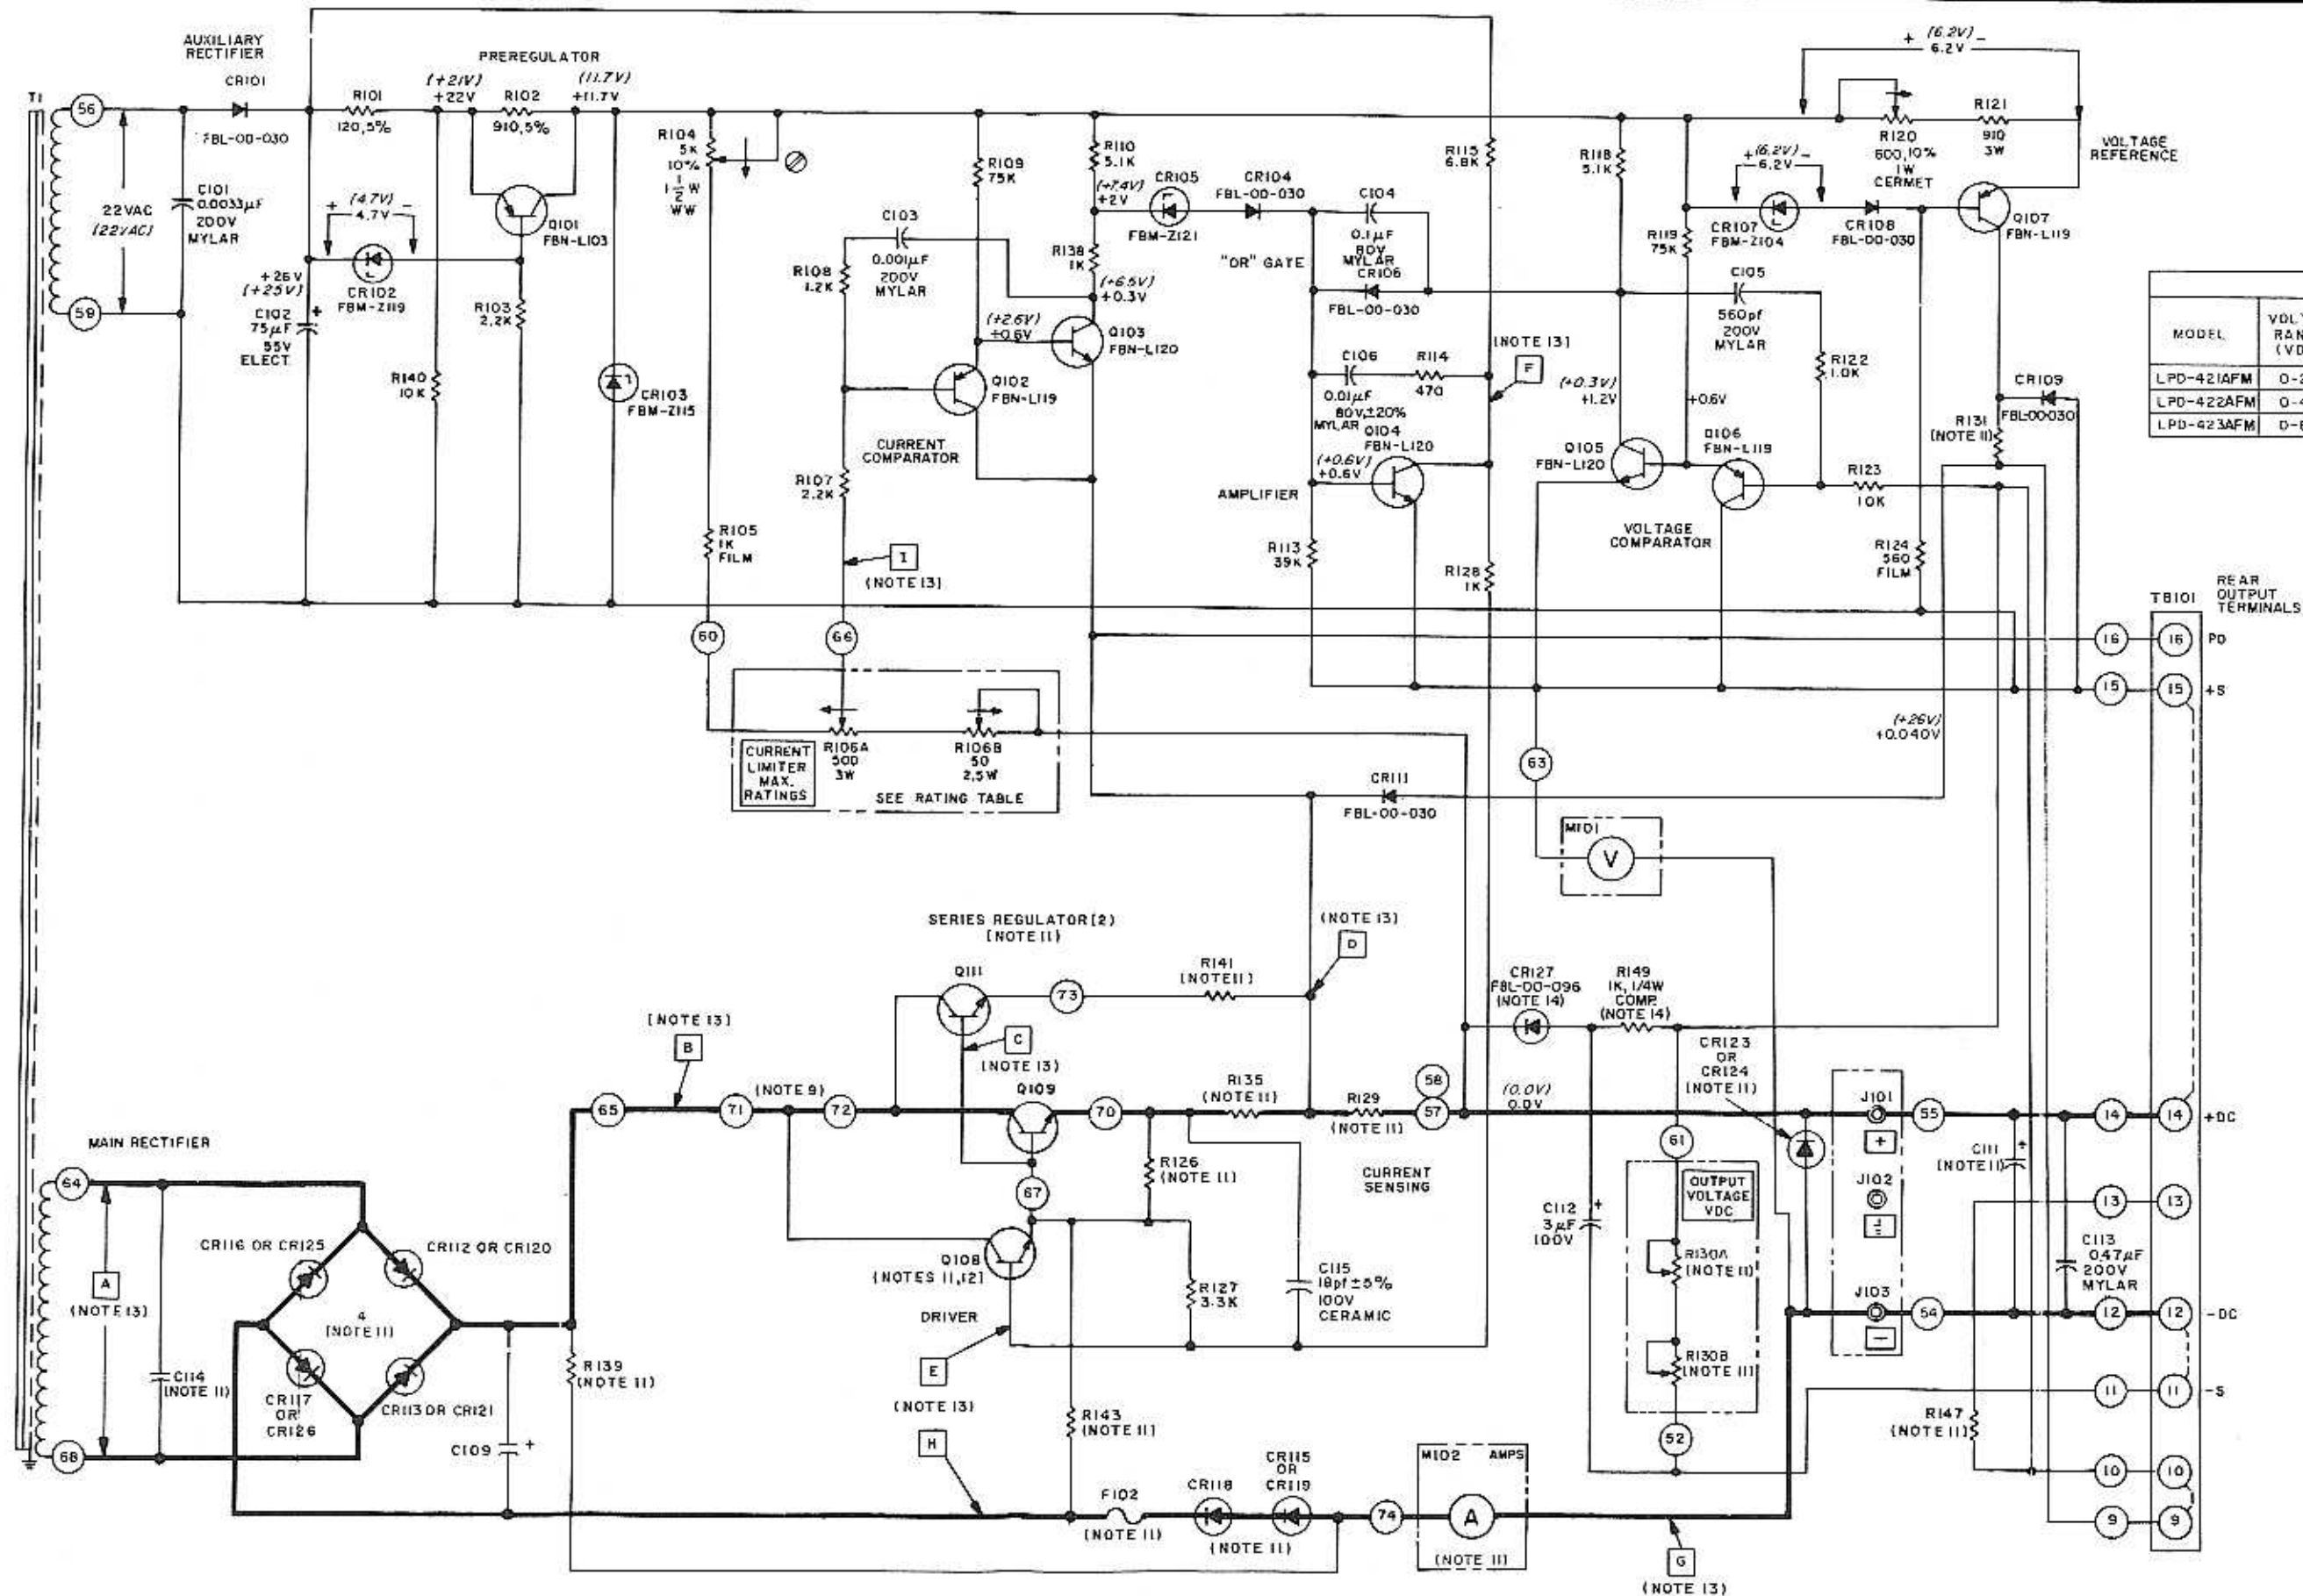 AUXILIARY
RECTIFIER
CR101
FBL-00-030
T1
56
59
22VAC
(22VAC)
C101
0.0033µF
200V
MYLAR
PREREGULATOR
R101
120,5%
(+21V)
+22V
R102
910,5%
(11.7V)
+11.7V
+ (4.7V) -
4.7V
CR102
FBM-Z119
Q101
FBN-L103
+26V
(+25V)
C102
75µF
55V
ELECT.
+
R103
2.2K
R140
10K
CR103
FBM-Z115
R104
5K
10%
1 1/2 W
WW
R105
1K
FILM
60
66
R108
1.2K
C103
0.001µF
200V
MYLAR
R107
2.2K
CURRENT
COMPARATOR
I
(NOTE 13)
R109
75K
(+2.6V)
+0.6V
Q102
FBN-L119
R110
5.1K
(+7.4V)
+2V
R138
1K
(+6.5V)
+0.3V
Q103
FBN-L120
CR105
FBM-Z121
CR104
FBL-00-030
"OR" GATE
C104
0.1µF
80V
MYLAR
CR106
FBL-00-030
C106
0.01µF
80V,±20%
MYLAR
R114
470
Q104
FBN-L120
(+0.6V)
+0.6V
AMPLIFIER
R113
39K
R115
6.8K
[NOTE 13]
F
R128
1K
R118
5.1K
(+0.3V)
+1.2V
Q105
FBN-L120
R119
75K
+0.6V
Q106
FBN-L119
VOLTAGE
COMPARATOR
+ (6.2V) -
6.2V
+(6.2V)-
6.2V
CR107
FBM-Z104
CR108
FBL-00-030
R120
600,10%
1W
CERMET
R121
910
3W
VOLTAGE
REFERENCE
Q107
FBN-L119
C105
560pf
200V
MYLAR
R122
1.0K
R123
10K
R124
560
FILM
R131
(NOTE 11)
CR109
FBL-00-030
MODEL
LPD-421AFM
LPD-422AFM
LPD-423AFM
REAR
OUTPUT
TERMINALS
TB101
16 16 PO
15 15 +S
(+26V)
+0.040V
CURRENT
LIMITER
MAX.
RATINGS
R106A
500
3W
R106B
50
2.5W
SEE RATING TABLE
CR111
FBL-00-030
63
M101
V
SERIES REGULATOR(2)
[NOTE 11)
Q111
73
R141
(NOTE 11)
(NOTE 13)
D
[NOTE 13]
B
C
(NOTE 13)
65
71
(NOTE 9)
72
Q109
70
R135
(NOTE 11)
R129
(NOTE 11)
58
57
(0.0V)
0.0V
CURRENT
SENSING
CR127
FBL-00-096
(NOTE 14)
R149
1K, 1/4W
COMP.
(NOTE 14)
CR123
OR
CR124
(NOTE 11)
J101
+
J102
J103
-
55
54
C111
(NOTE 11)
+
C113
0.47µF
200V
MYLAR
14 14 +DC
13 13
12 12 -DC
11 11 -S
10 10
9 9
R147
(NOTE 11)
61
OUTPUT
VOLTAGE
VDC
R130A
(NOTE 11)
R130B
(NOTE 11)
52
C112
3µF
100V
+
MAIN RECTIFIER
64
68
A
(NOTE 13)
C114
(NOTE 11)
CR116 OR CR125
CR112 OR CR120
4
(NOTE 11)
CR117
OR
CR126
CR113 OR CR121
C109
+
R139
(NOTE 11)
67
Q108
(NOTES 11,12)
DRIVER
R126
(NOTE 11)
R127
3.3K
C115
18pf ±5%
100V
CERAMIC
E
(NOTE 13)
H
R143
(NOTE 11)
F102
(NOTE 11)
CR118
CR115
OR
CR119
(NOTE 11)
74
M102 AMPS
A
(NOTE 11)
G
(NOTE 13)